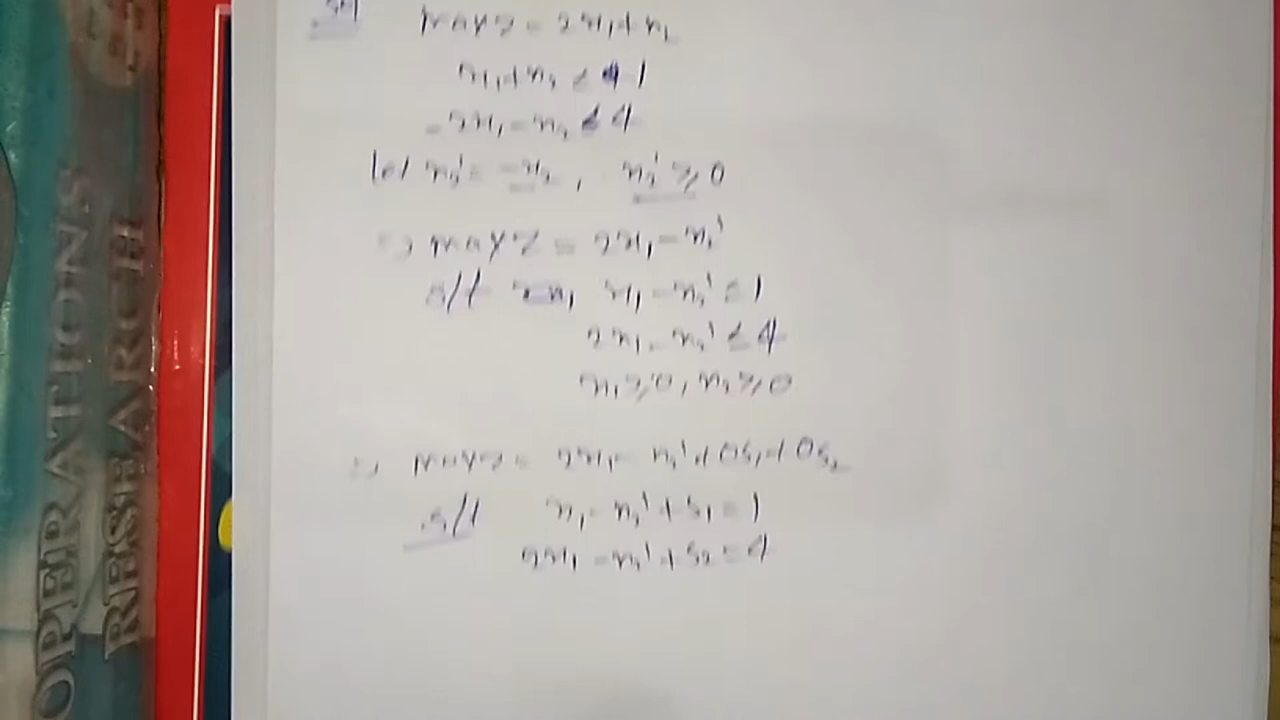 OPERATIONS
RESEARCH
Sol
max z = 2x₁ + x₂
x₁ + x₂ ≤ 1
- 2x₁ - x₂ ≤ 4
let x₂' = -x₂, x₂' ≥ 0
=> max z = 2x₁ - x₂'
s/t x₁ - x₂' ≤ 1
2x₁ - x₂' ≤ 4
x₁ ≥ 0, x₂ ≥ 0
=> max z = 2x₁ - x₂' + 0s₁ + 0s₂
s/t x₁ - x₂' + s₁ = 1
2x₁ - x₂' + s₂ = 4